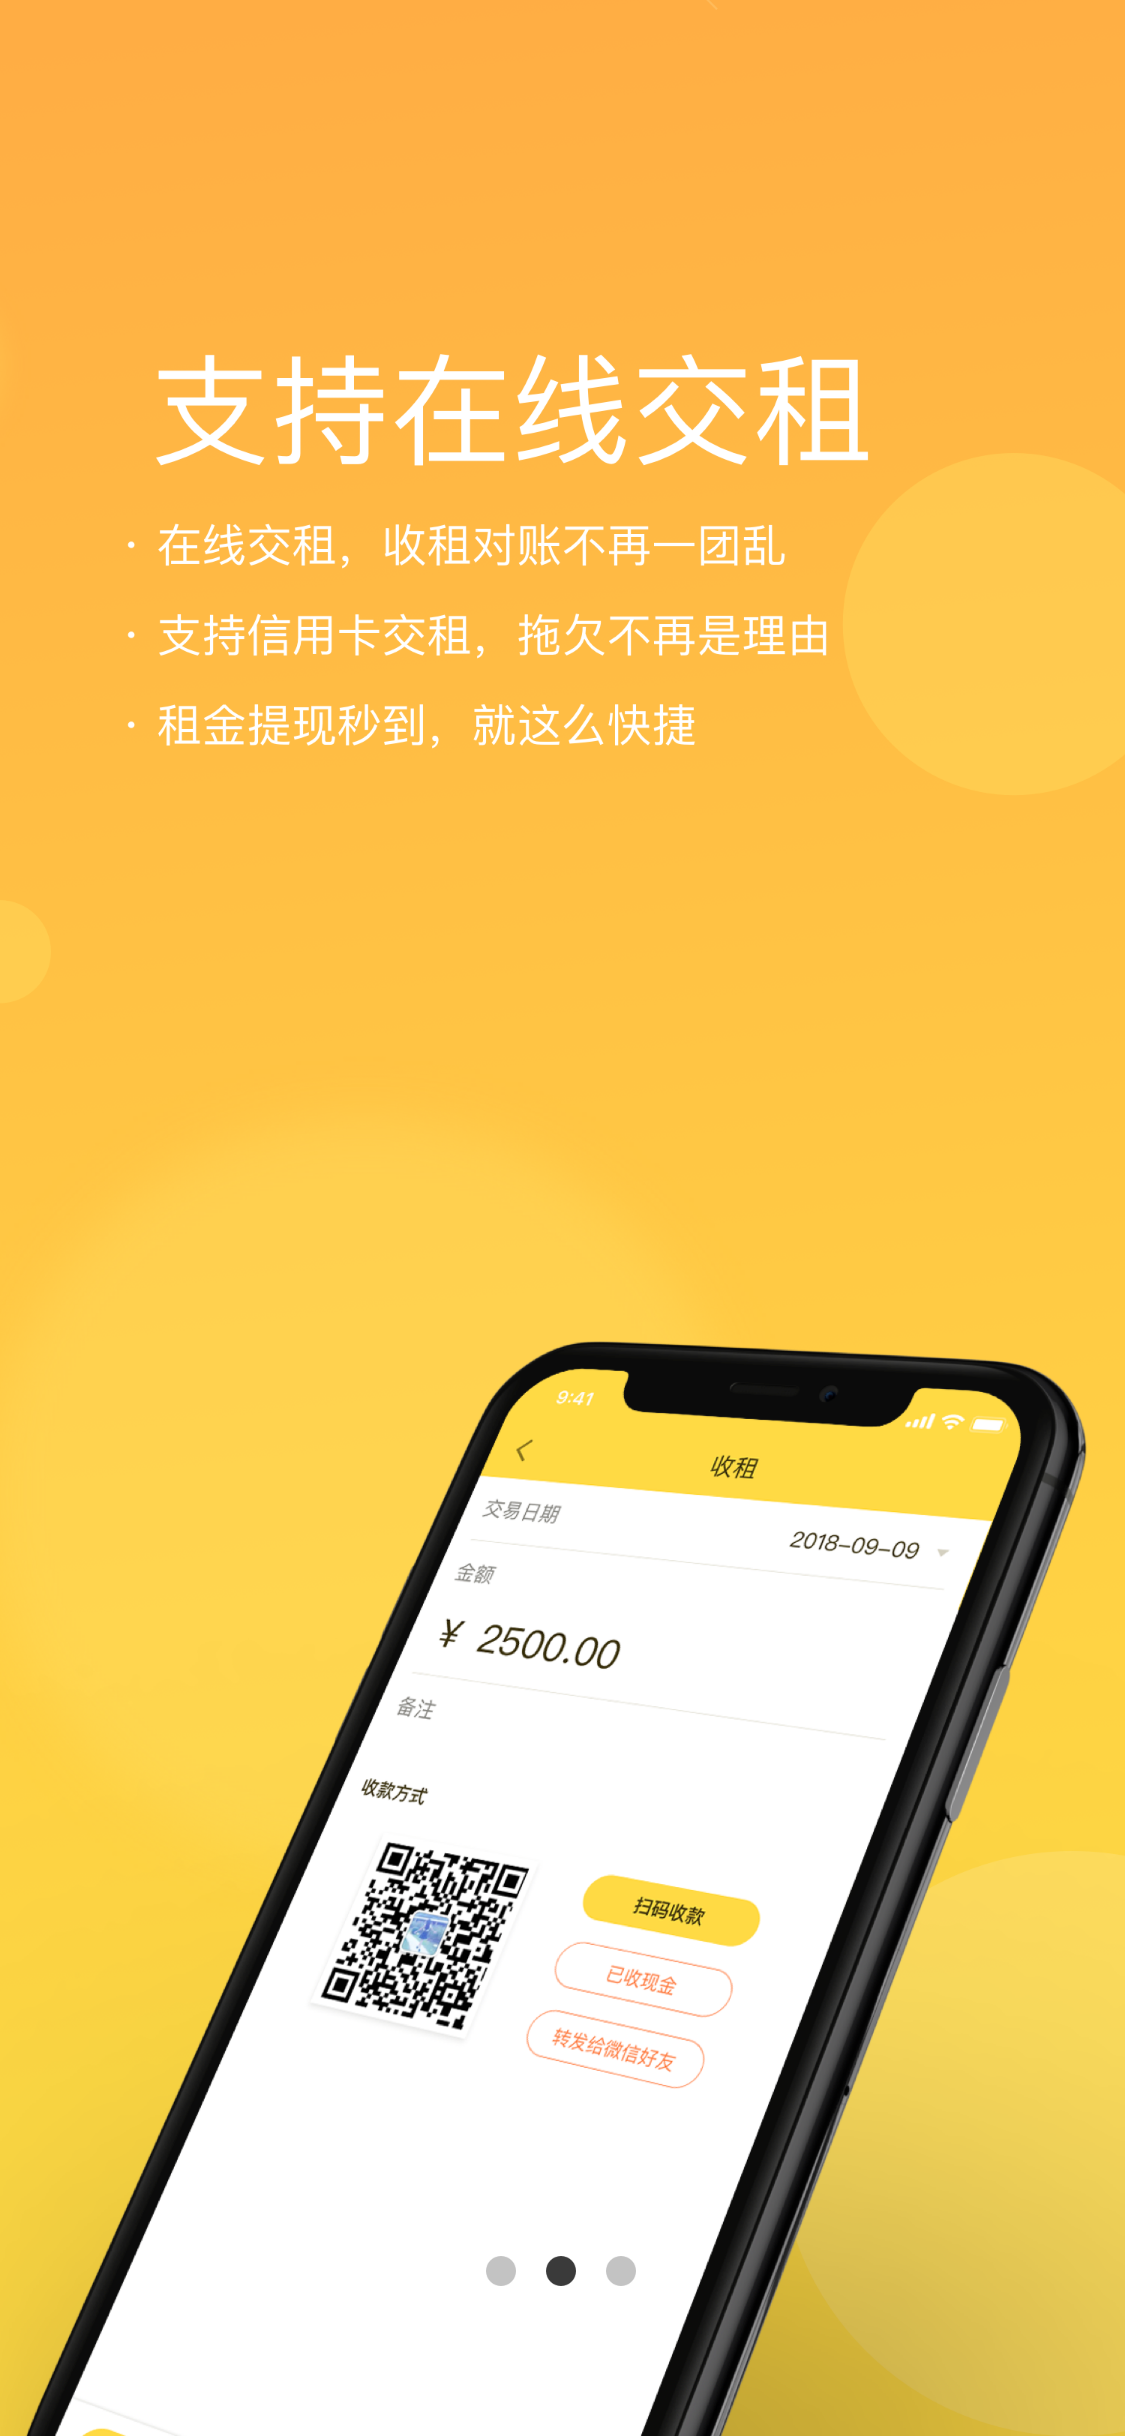 支持在线交租
· 在线交租，收租对账不再一团乱
· 支持信用卡交租，拖欠不再是理由
· 租金提现秒到，就这么快捷
9:41
收租
交易日期
2018-09-09
金额
¥ 2500.00
备注
收款方式
扫码收款
已收现金
转发给微信好友